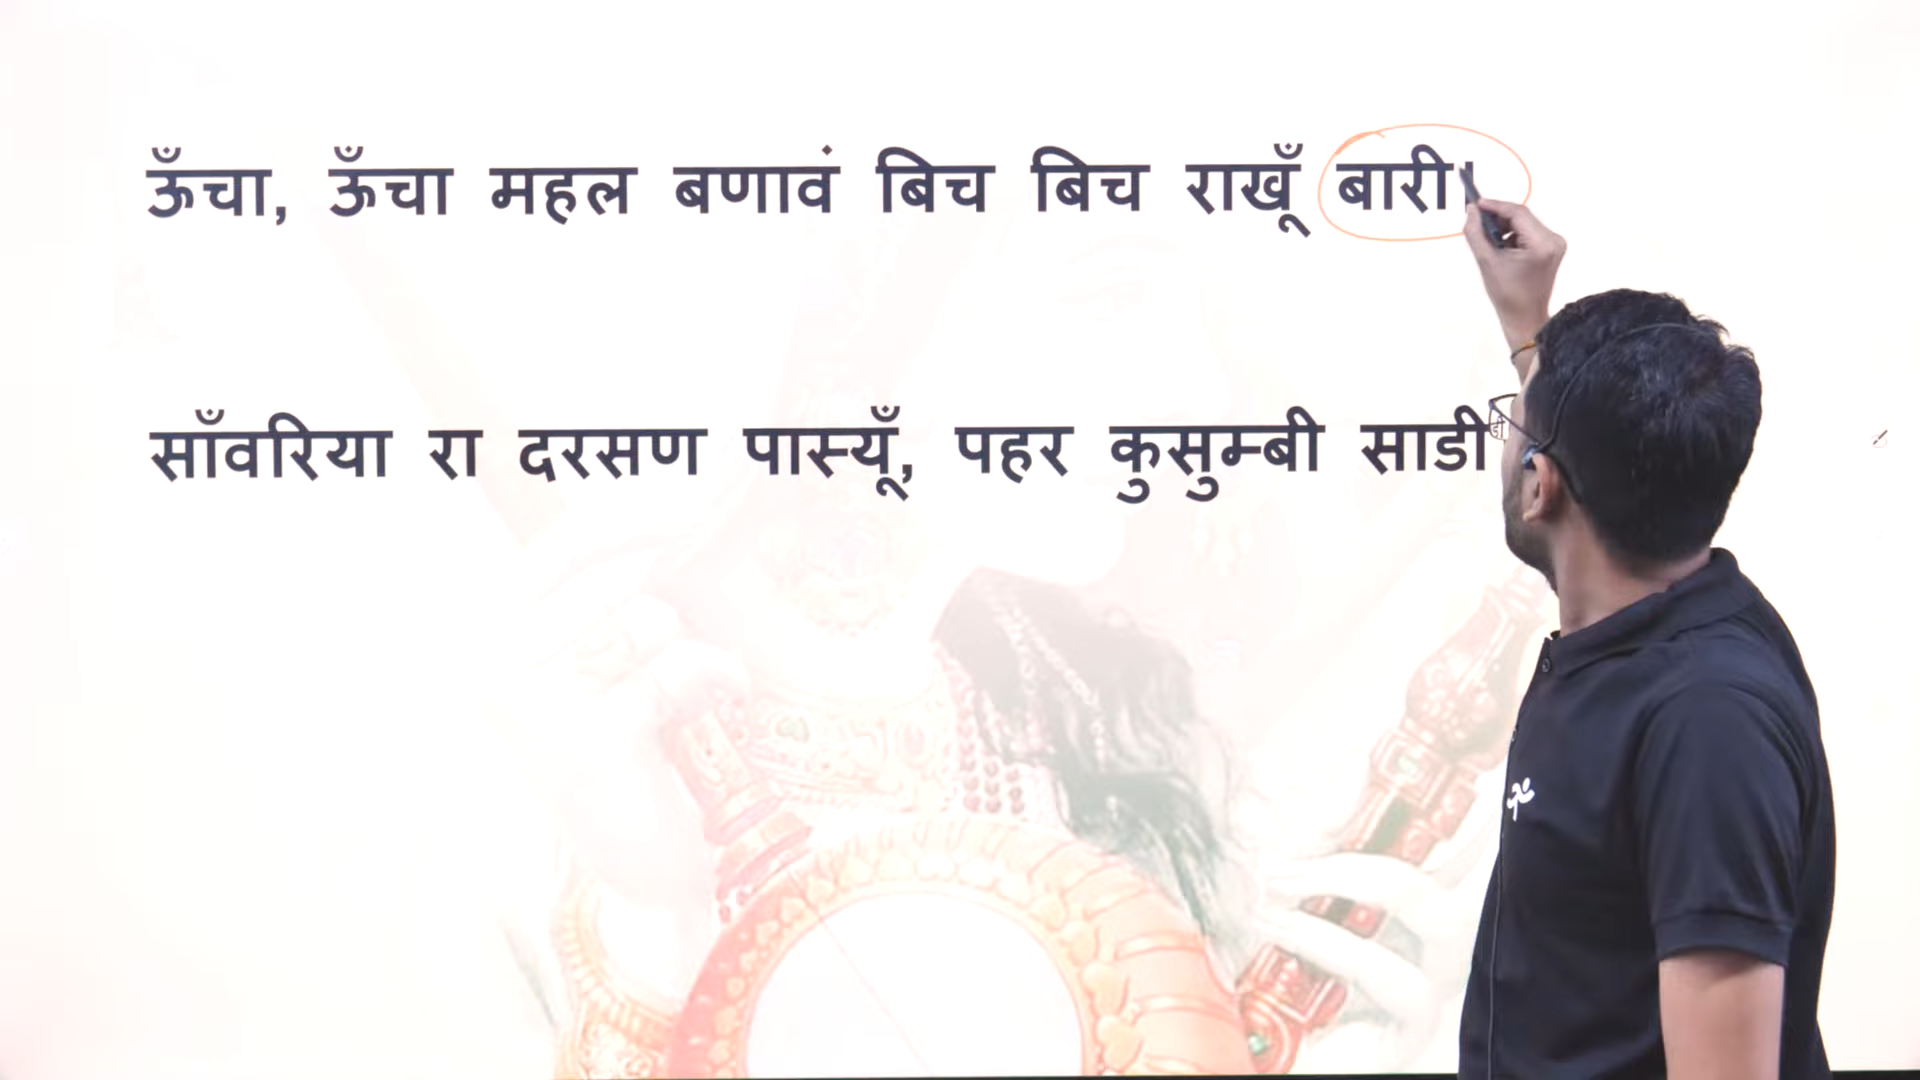 ऊँचा, ऊँचा महल बणावं बिच बिच राखूँ बारी।
साँवरिया रा दरसण पास्यूँ, पहर कुसुम्बी साडी